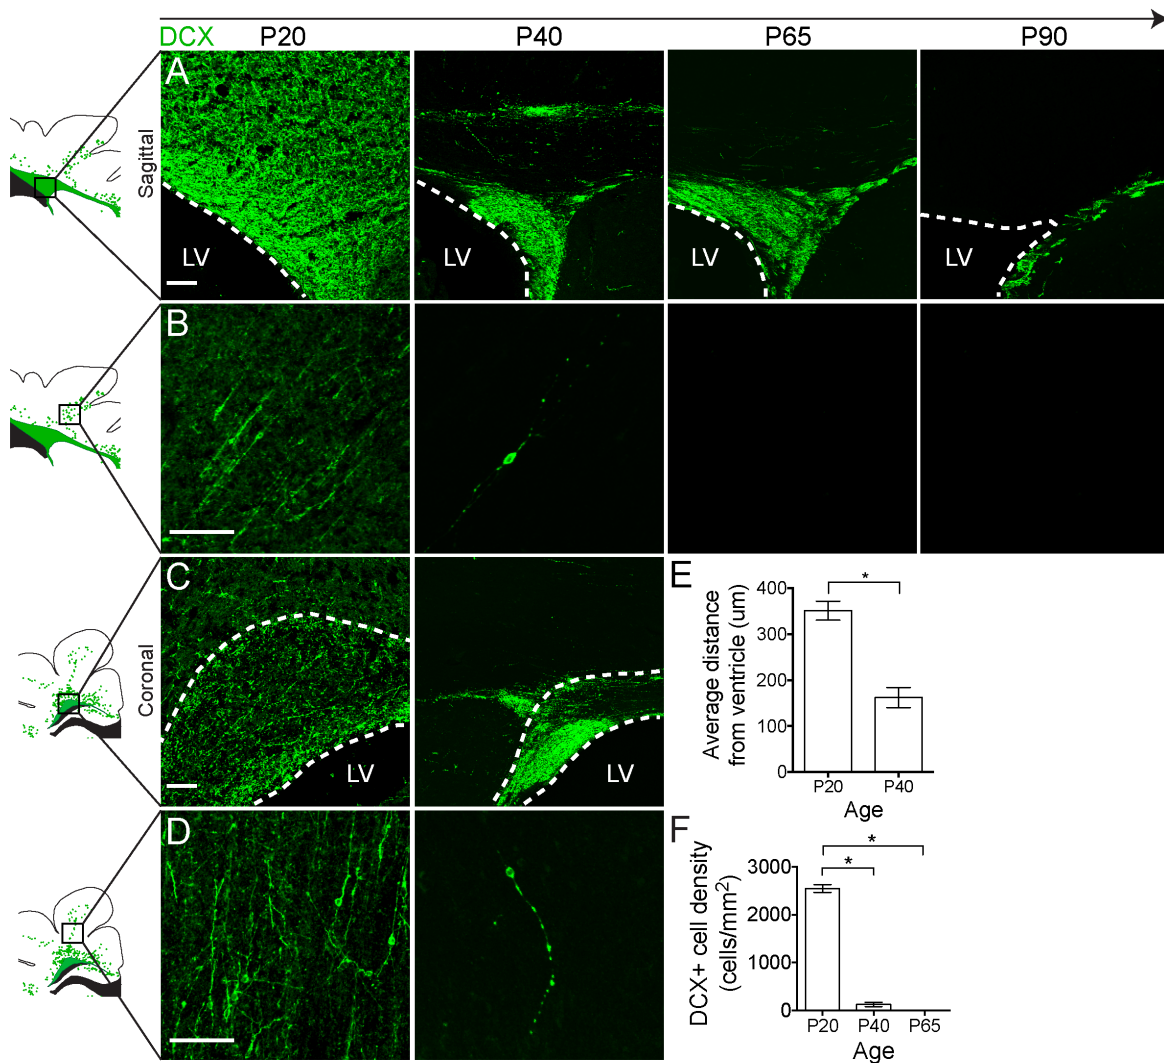 DCX P20 P40 P65 P90
A
Sagittal
LV LV LV LV
B
C
Coronal
LV LV
D
E
Average distance
from ventricle (um)
400
300
200
100
0
*
P20 P40
Age
F
DCX+ cell density
(cells/mm²)
3000
2000
1000
0
*
*
P20 P40 P65
Age